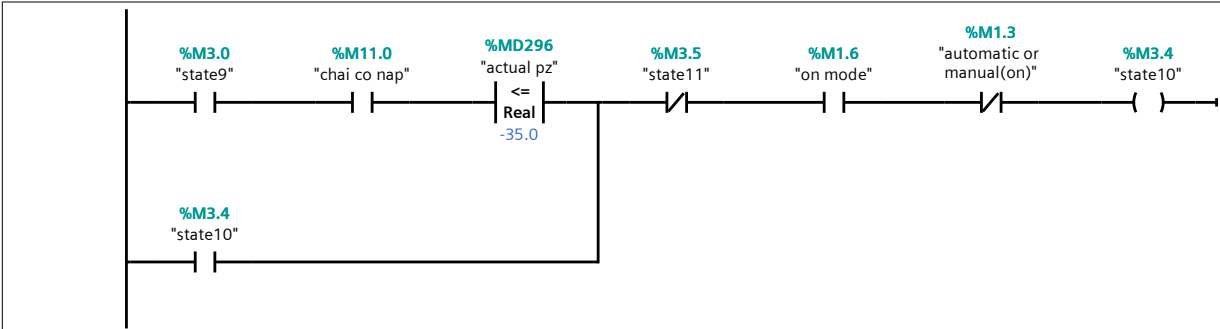 %M3.0
"state9"
%M11.0
"chai co nap"
%MD296
"actual pz"
<=
Real
-35.0
%M3.5
"state11"
%M1.6
"on mode"
%M1.3
"automatic or
manual(on)"
%M3.4
"state10"
%M3.4
"state10"